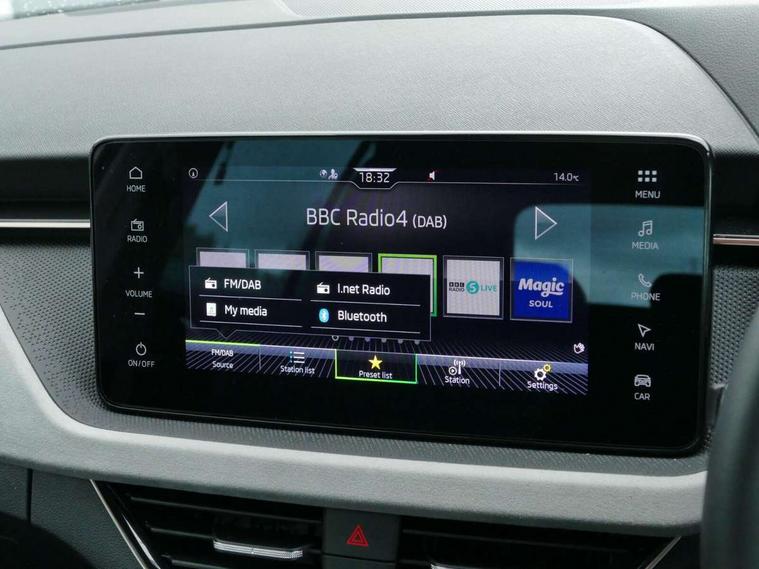 18:32
14.0°C
HOME
RADIO
VOLUME
ON/OFF
BBC Radio4 (DAB)
BBC
RADIO 5 LIVE
Magic
SOUL
FM/DAB
I.net Radio
My media
Bluetooth
FM/DAB
Source
Station list
Preset list
Station
Settings
MENU
MEDIA
PHONE
NAVI
CAR